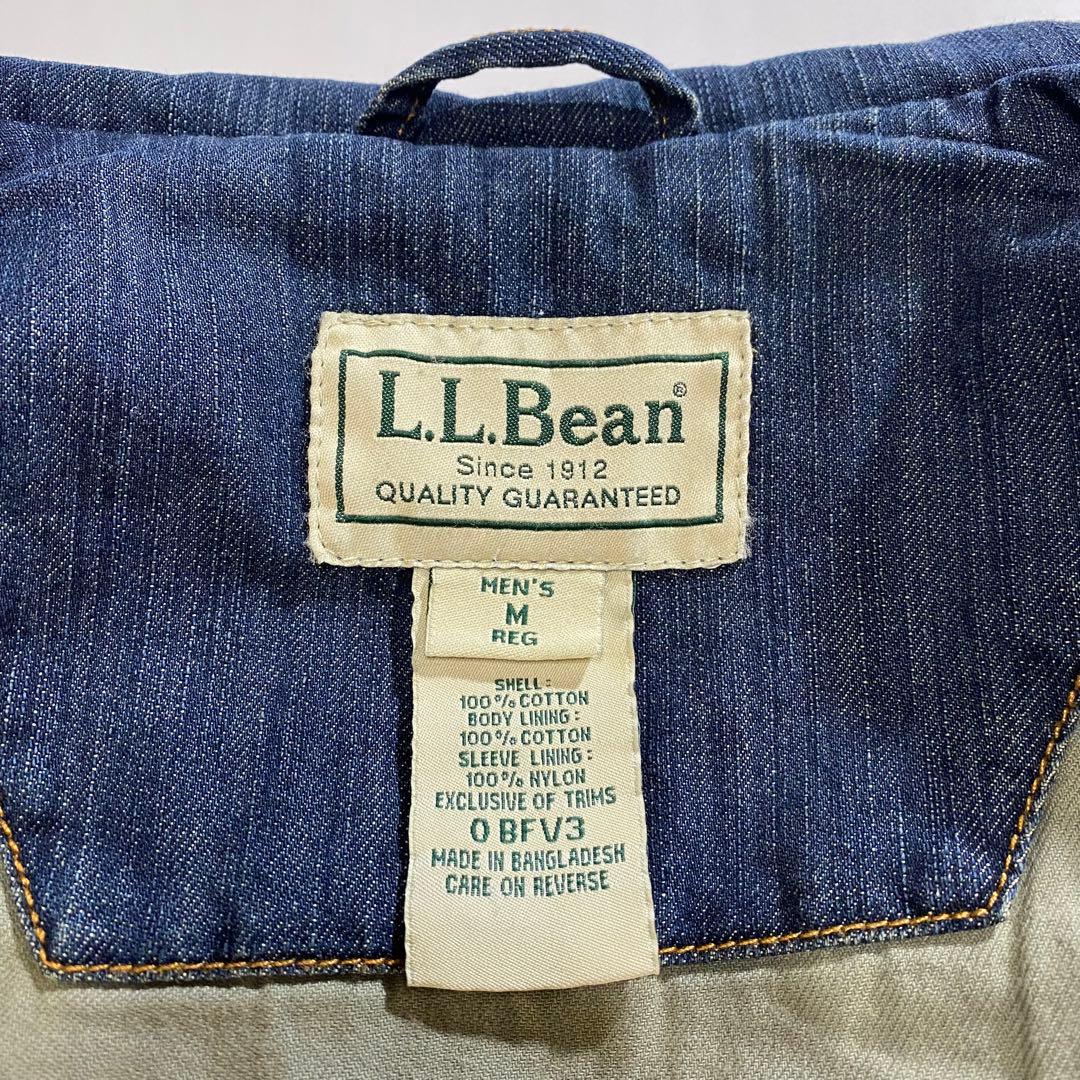 L.L.Bean®
Since 1912
QUALITY GUARANTEED
MEN'S
M
REG
SHELL:
100% COTTON
BODY LINING:
100% COTTON
SLEEVE LINING:
100% NYLON
EXCLUSIVE OF TRIMS
0 BFV3
MADE IN BANGLADESH
CARE ON REVERSE